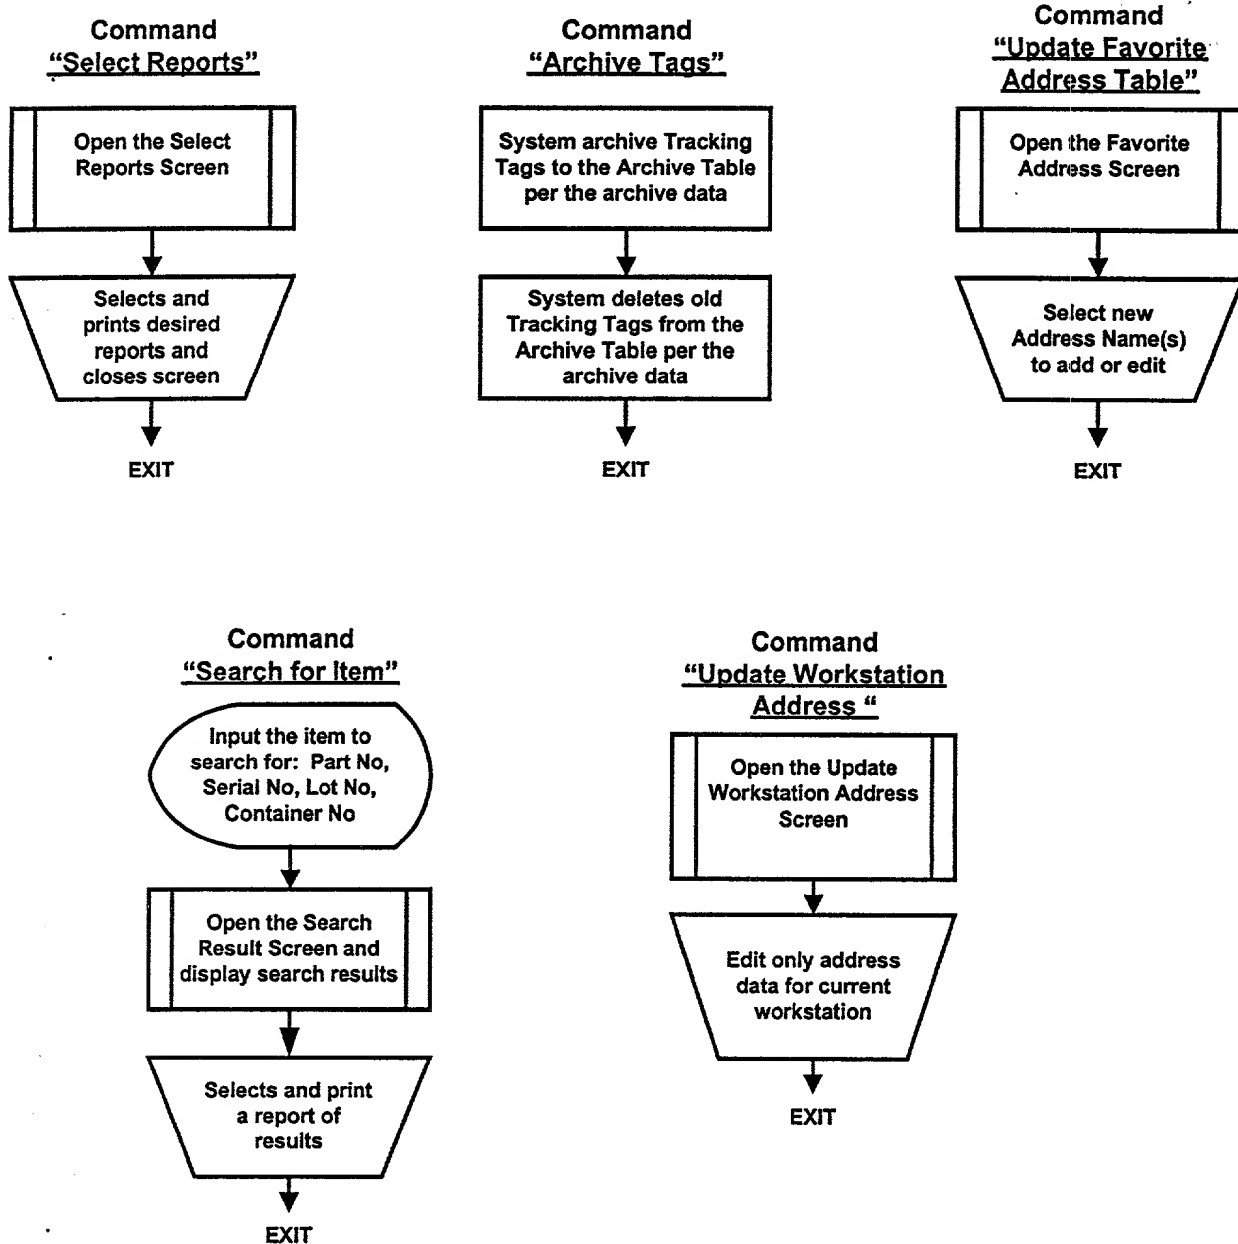 Command
“Select Reports”
Open the Select
Reports Screen
Selects and
prints desired
reports and
closes screen
EXIT
Command
“Archive Tags”
System archive Tracking
Tags to the Archive Table
per the archive data
System deletes old
Tracking Tags from the
Archive Table per the
archive data
EXIT
Command
“Update Favorite
Address Table”
Open the Favorite
Address Screen
Select new
Address Name(s)
to add or edit
EXIT
Command
“Search for Item”
Input the item to
search for: Part No,
Serial No, Lot No,
Container No
Open the Search
Result Screen and
display search results
Selects and print
a report of
results
EXIT
Command
“Update Workstation
Address “
Open the Update
Workstation Address
Screen
Edit only address
data for current
workstation
EXIT